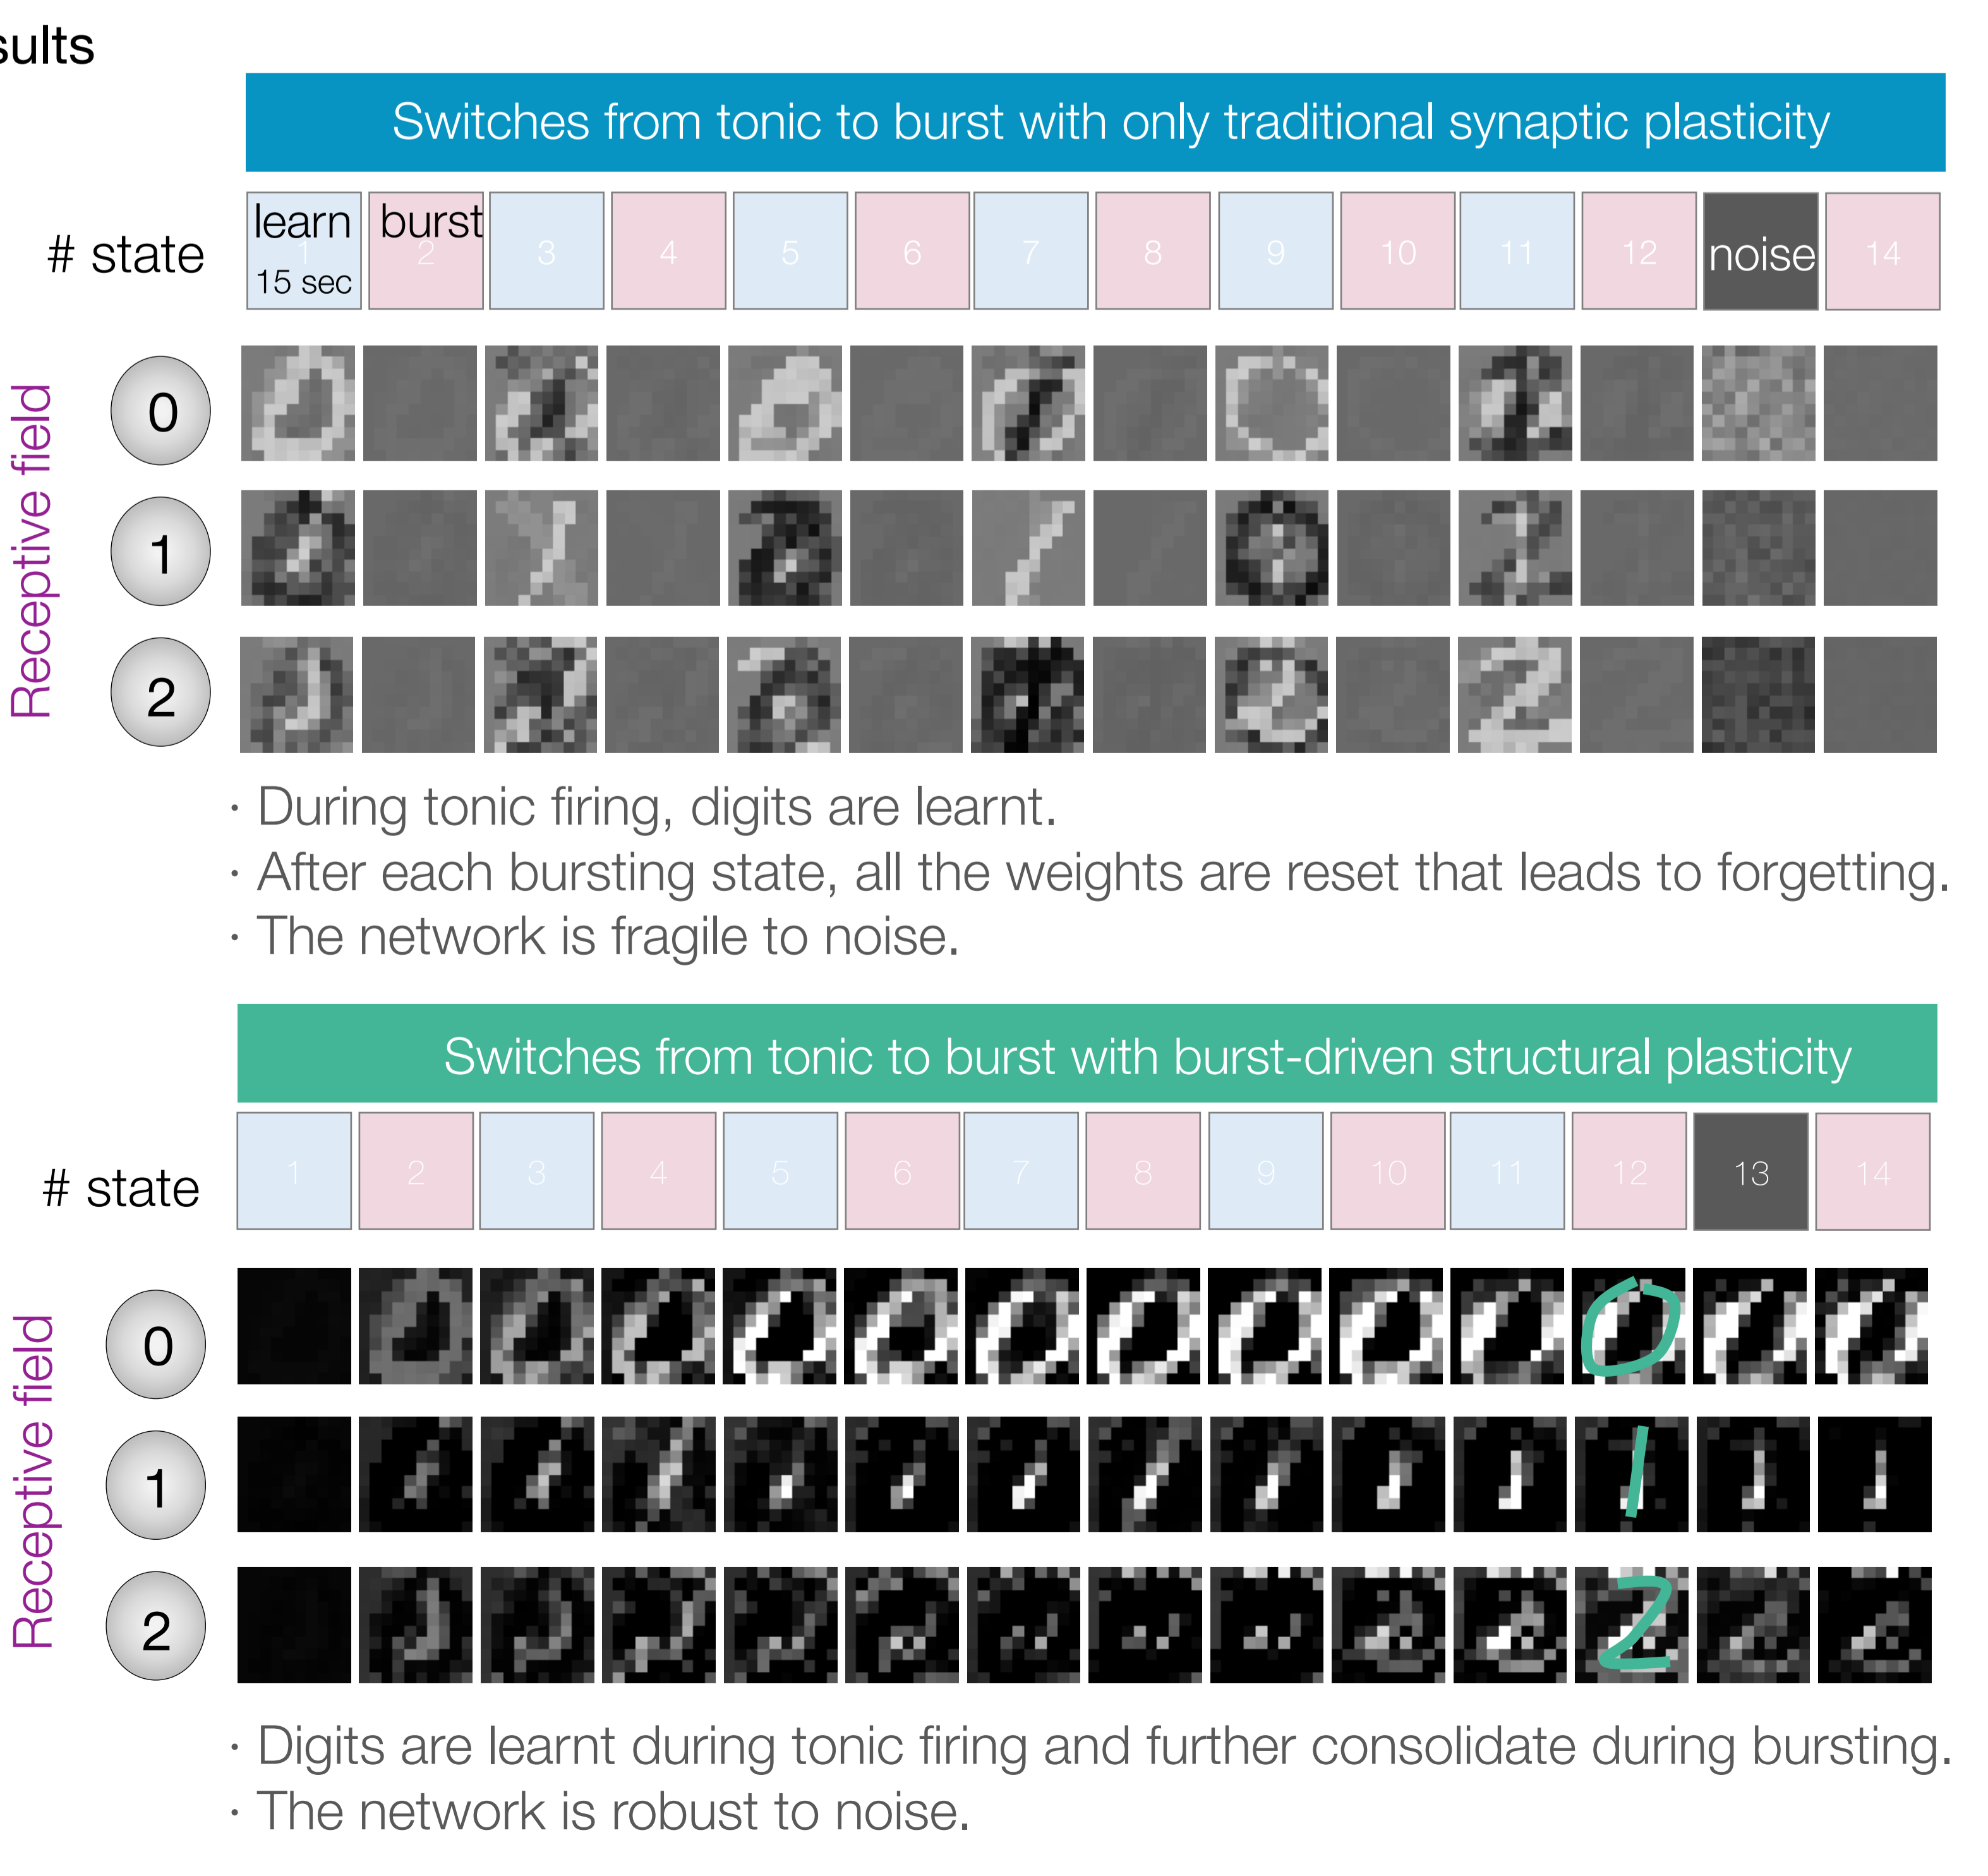 sults
Switches from tonic to burst with only traditional synaptic plasticity
# state
learn
1
15 sec
burst
2
3
4
5
6
7
8
9
10
11
12
noise
14
Receptive field
0
1
2
· During tonic firing, digits are learnt.
· After each bursting state, all the weights are reset that leads to forgetting.
· The network is fragile to noise.
Switches from tonic to burst with burst-driven structural plasticity
# state
1
2
3
4
5
6
7
8
9
10
11
12
13
14
Receptive field
0
1
2
· Digits are learnt during tonic firing and further consolidate during bursting.
· The network is robust to noise.